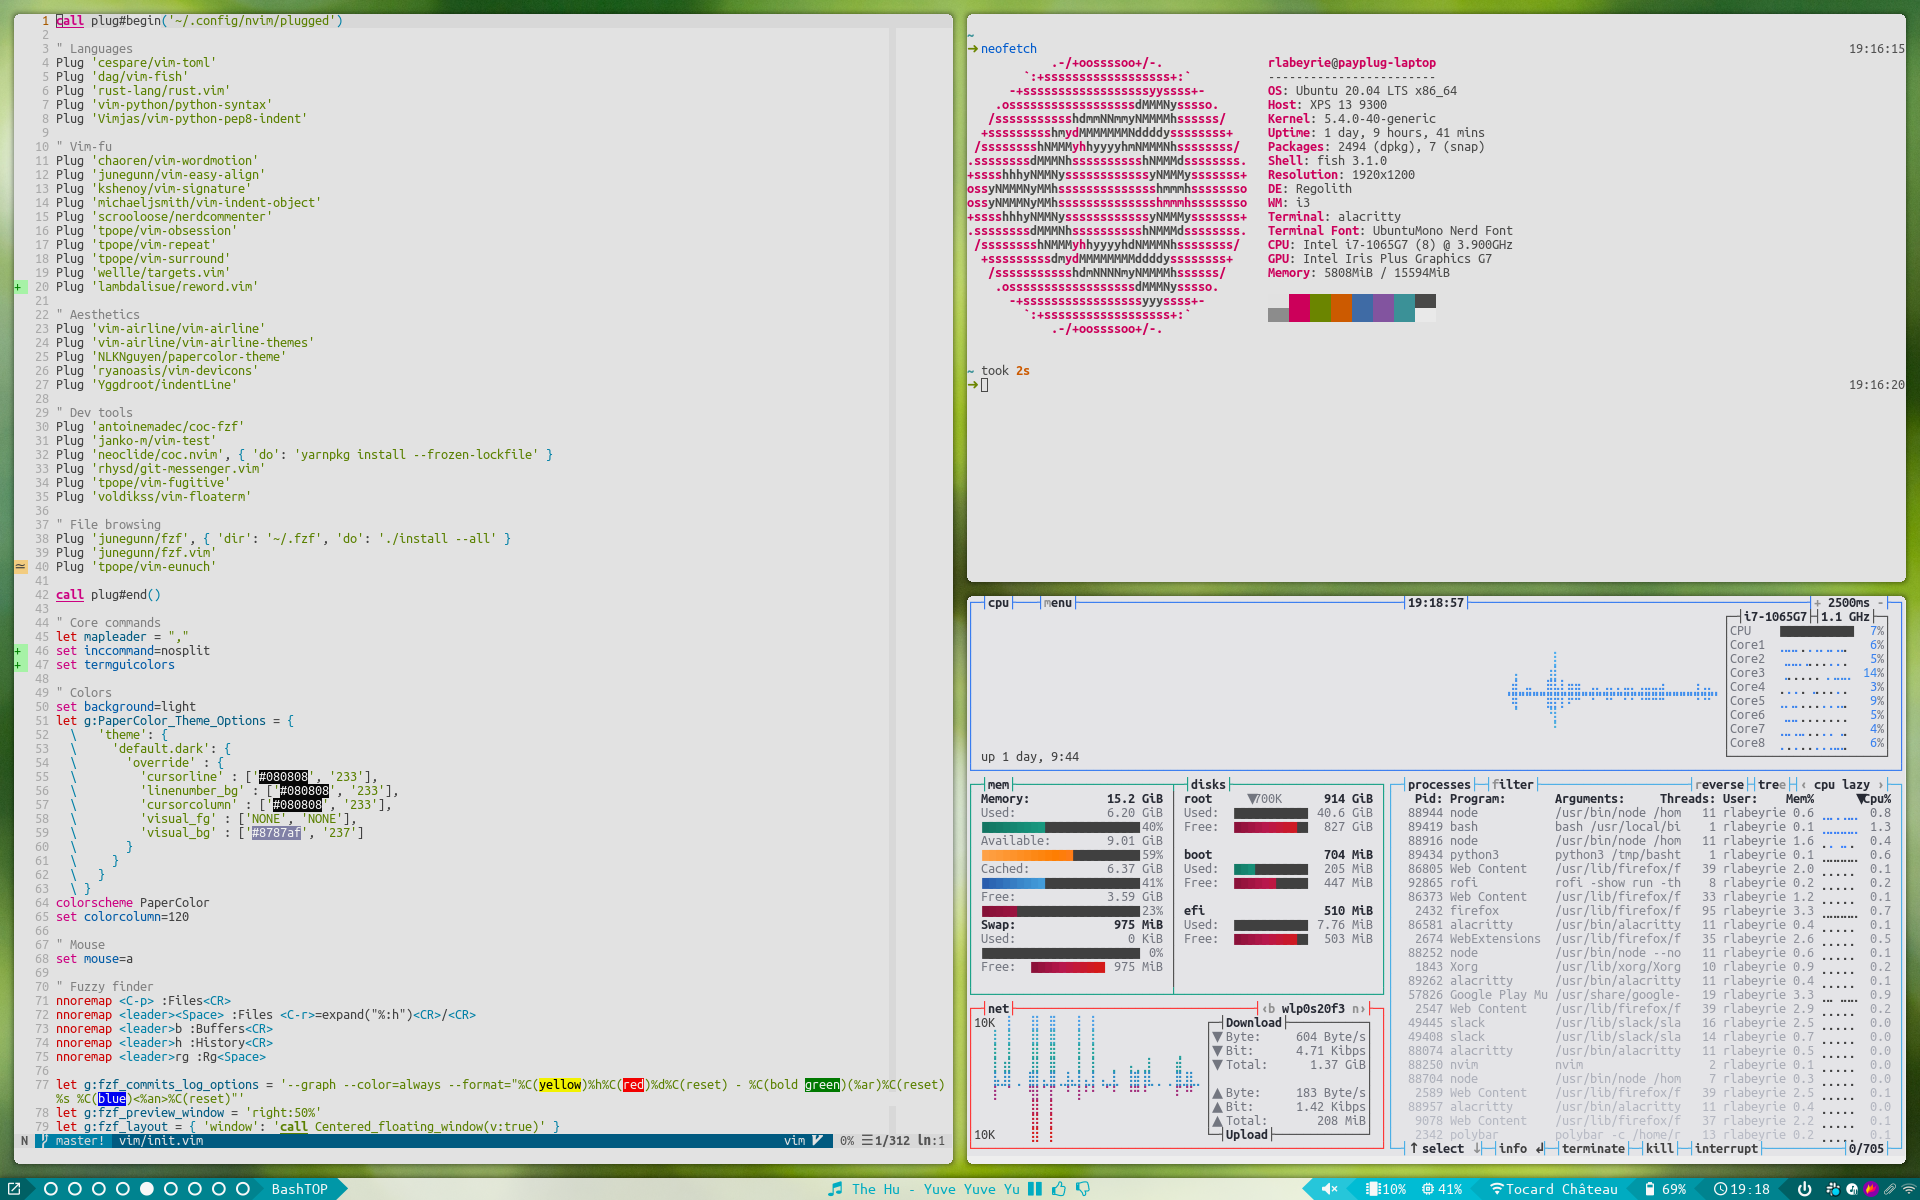 1 call plug#begin('~/.config/nvim/plugged')
2
3 " Languages
4 Plug 'cespare/vim-toml'
5 Plug 'dag/vim-fish'
6 Plug 'rust-lang/rust.vim'
7 Plug 'vim-python/python-syntax'
8 Plug 'Vimjas/vim-python-pep8-indent'
9
10 " Vim-fu
11 Plug 'chaoren/vim-wordmotion'
12 Plug 'junegunn/vim-easy-align'
13 Plug 'kshenoy/vim-signature'
14 Plug 'michaeljsmith/vim-indent-object'
15 Plug 'scrooloose/nerdcommenter'
16 Plug 'tpope/vim-obsession'
17 Plug 'tpope/vim-repeat'
18 Plug 'tpope/vim-surround'
19 Plug 'wellle/targets.vim'
+ 20 Plug 'lambdalisue/reword.vim'
21
22 " Aesthetics
23 Plug 'vim-airline/vim-airline'
24 Plug 'vim-airline/vim-airline-themes'
25 Plug 'NLKNguyen/papercolor-theme'
26 Plug 'ryanoasis/vim-devicons'
27 Plug 'Yggdroot/indentLine'
28
29 " Dev tools
30 Plug 'antoinemadec/coc-fzf'
31 Plug 'janko-m/vim-test'
32 Plug 'neoclide/coc.nvim', { 'do': 'yarnpkg install --frozen-lockfile' }
33 Plug 'rhysd/git-messenger.vim'
34 Plug 'tpope/vim-fugitive'
35 Plug 'voldikss/vim-floaterm'
36
37 " File browsing
38 Plug 'junegunn/fzf', { 'dir': '~/.fzf', 'do': './install --all' }
39 Plug 'junegunn/fzf.vim'
≃ 40 Plug 'tpope/vim-eunuch'
41
42 call plug#end()
43
44 " Core commands
45 let mapleader = ","
+ 46 set inccommand=nosplit
+ 47 set termguicolors
48
49 " Colors
50 set background=light
51 let g:PaperColor_Theme_Options = {
52 \ 'theme': {
53 \ 'default.dark': {
54 \ 'override' : {
55 \ 'cursorline' : ['#080808', '233'],
56 \ 'linenumber_bg' : ['#080808', '233'],
57 \ 'cursorcolumn' : ['#080808', '233'],
58 \ 'visual_fg' : ['NONE', 'NONE'],
59 \ 'visual_bg' : ['#8787af', '237']
60 \ }
61 \ }
62 \ }
63 \ }
64 colorscheme PaperColor
65 set colorcolumn=120
66
67 " Mouse
68 set mouse=a
69
70 " Fuzzy finder
71 nnoremap <C-p> :Files<CR>
72 nnoremap <leader><Space> :Files <C-r>=expand("%:h")<CR>/<CR>
73 nnoremap <leader>b :Buffers<CR>
74 nnoremap <leader>h :History<CR>
75 nnoremap <leader>rg :Rg<Space>
76
77 let g:fzf_commits_log_options = '--graph --color=always --format="%C(yellow)%h%C(red)%d%C(reset) - %C(bold green)(%ar)%C(reset)
%s %C(blue)<%an>%C(reset)"'
78 let g:fzf_preview_window = 'right:50%'
79 let g:fzf_layout = { 'window': 'call Centered_floating_window(v:true)' }
N master! vim/init.vim vim 0% ☰ 1/312 ln:1
~
➜ neofetch 19:16:15
.-/+oossssoo+/-.
`:+ssssssssssssssssss+:`
-+ssssssssssssssssssyyssss+-
.ossssssssssssssssssdMMMNysssso.
/ssssssssssshdmmNNmmyNMMMMhssssss/
+ssssssssshmydMMMMMMMNddddyssssssss+
/sssssssshNMMMyhhyyyyhmNMMMNhssssssss/
.ssssssssdMMMNhsssssssssshNMMMdssssssss.
+sssshhhyNMMNyssssssssssssyNMMMysssssss+
ossyNMMMNyMMhsssssssssssssshmmmhssssssso
ossyNMMMNyMMhsssssssssssssshmmmhssssssso
+sssshhhyNMMNyssssssssssssyNMMMysssssss+
.ssssssssdMMMNhsssssssssshNMMMdssssssss.
/sssssssshNMMMyhhyyyyhdNMMMNhssssssss/
+sssssssssdmydMMMMMMMMddddyssssssss+
/ssssssssssshdmNNNNmyNMMMMhssssss/
.ossssssssssssssssssdMMMNysssso.
-+sssssssssssssssssyyyssss+-
`:+ssssssssssssssssss+:`
.-/+oossssoo+/-.
rlabeyrie@payplug-laptop
------------------------
OS: Ubuntu 20.04 LTS x86_64
Host: XPS 13 9300
Kernel: 5.4.0-40-generic
Uptime: 1 day, 9 hours, 41 mins
Packages: 2494 (dpkg), 7 (snap)
Shell: fish 3.1.0
Resolution: 1920x1200
DE: Regolith
WM: i3
Terminal: alacritty
Terminal Font: UbuntuMono Nerd Font
CPU: Intel i7-1065G7 (8) @ 3.900GHz
GPU: Intel Iris Plus Graphics G7
Memory: 5808MiB / 15594MiB
~ took 2s
➜ 19:16:20
cpu menu 19:18:57 + 2500ms -
i7-1065G7 1.1 GHz
CPU 7%
Core1 6%
Core2 5%
Core3 14%
Core4 3%
Core5 9%
Core6 5%
Core7 4%
Core8 6%
up 1 day, 9:44
mem
Memory: 15.2 GiB
Used: 6.20 GiB
40%
Available: 9.01 GiB
59%
Cached: 6.37 GiB
41%
Free: 3.59 GiB
23%
Swap: 975 MiB
Used: 0 KiB
0%
Free: 975 MiB
disks
root ▼700K 914 GiB
Used: 40.6 GiB
Free: 827 GiB
boot 704 MiB
Used: 205 MiB
Free: 447 MiB
efi 510 MiB
Used: 7.76 MiB
Free: 503 MiB
net ‹b wlp0s20f3 n›
10K
10K
Download
▼ Byte: 604 Byte/s
▼ Bit: 4.71 Kibps
▼ Total: 1.37 GiB
▲ Byte: 183 Byte/s
▲ Bit: 1.42 Kibps
▲ Total: 208 MiB
Upload
processes filter reverse tree ‹ cpu lazy ›
Pid: Program: Arguments: Threads: User: Mem% ▼Cpu%
88944 node /usr/bin/node /hom 11 rlabeyrie 0.6 0.8
89419 bash bash /usr/local/bi 1 rlabeyrie 0.1 1.3
88916 node /usr/bin/node /hom 11 rlabeyrie 1.6 0.4
89434 python3 python3 /tmp/basht 1 rlabeyrie 0.1 0.6
86805 Web Content /usr/lib/firefox/f 39 rlabeyrie 2.0 0.1
92865 rofi rofi -show run -th 8 rlabeyrie 0.2 0.2
86373 Web Content /usr/lib/firefox/f 33 rlabeyrie 1.2 0.1
2432 firefox /usr/lib/firefox/f 95 rlabeyrie 3.3 0.7
86581 alacritty /usr/bin/alacritty 11 rlabeyrie 0.4 0.1
2674 WebExtensions /usr/lib/firefox/f 35 rlabeyrie 2.6 0.5
88252 node /usr/bin/node --no 11 rlabeyrie 0.6 0.1
1843 Xorg /usr/lib/xorg/Xorg 10 rlabeyrie 0.9 0.2
89262 alacritty /usr/bin/alacritty 11 rlabeyrie 0.4 0.1
57826 Google Play Mu /usr/share/google- 19 rlabeyrie 3.3 0.9
2547 Web Content /usr/lib/firefox/f 39 rlabeyrie 2.9 0.2
49445 slack /usr/lib/slack/sla 16 rlabeyrie 2.5 0.0
49408 slack /usr/lib/slack/sla 14 rlabeyrie 0.7 0.0
88074 alacritty /usr/bin/alacritty 11 rlabeyrie 0.5 0.0
88250 nvim nvim 2 rlabeyrie 0.1 0.0
88704 node /usr/bin/node /hom 7 rlabeyrie 0.3 0.0
2589 Web Content /usr/lib/firefox/f 39 rlabeyrie 2.5 0.1
88957 alacritty /usr/bin/alacritty 11 rlabeyrie 0.4 0.0
9078 Web Content /usr/lib/firefox/f 37 rlabeyrie 2.2 0.1
2342 polybar polybar -c /home/r 13 rlabeyrie 0.2 0.1
↑ select ↓ info ↲ terminate kill interrupt 0/705
BashTOP The Hu - Yuve Yuve Yu 10% 41% Tocard Château 69% 19:18